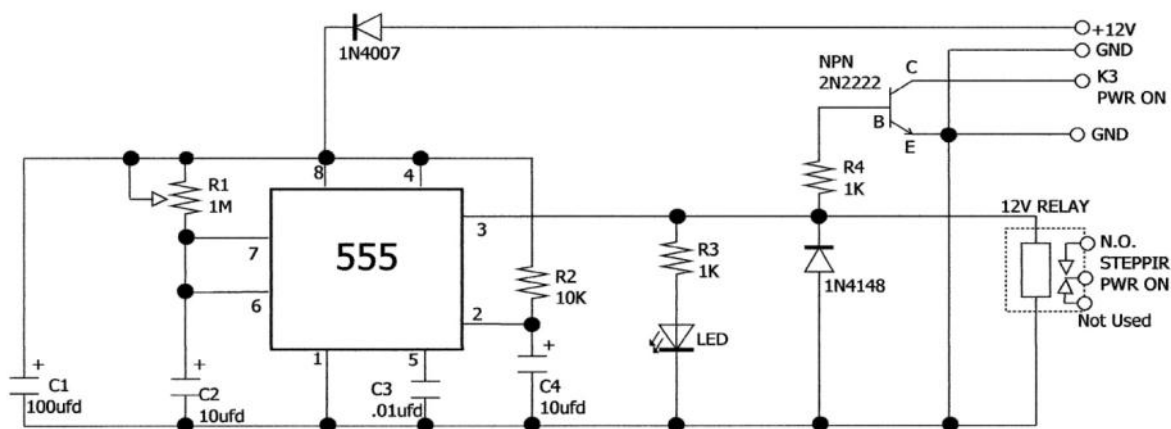 1N4007
+12V
GND
NPN
2N2222
C
B
E
K3
PWR ON
GND
8
4
R1
1M
R4
1K
3
7
555
R3
1K
R2
10K
1N4148
12V RELAY
N.O.
STEPPIR
PWR ON
Not Used
6
2
LED
1
5
+
C1
100ufd
+
C2
10ufd
C3
.01ufd
+
C4
10ufd